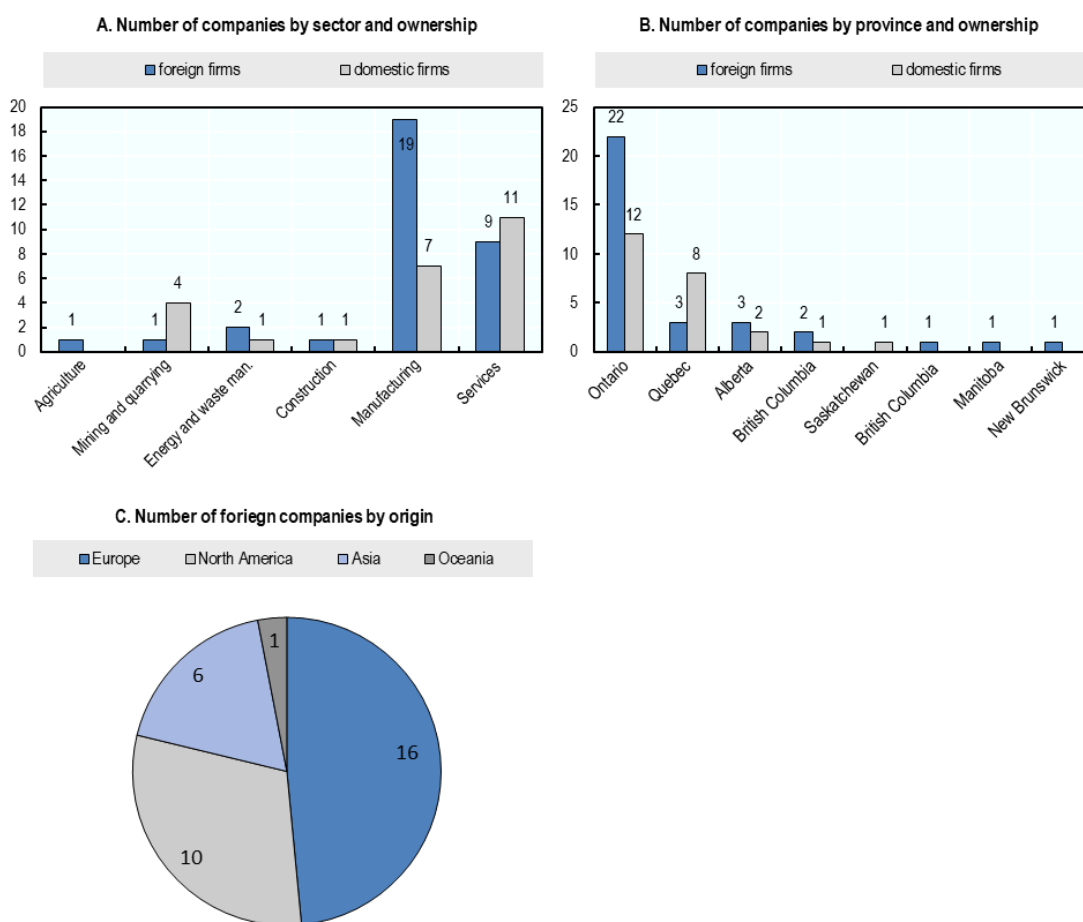 A. Number of companies by sector and ownership
foreign firms domestic firms
20
18
16
14
12
10
8
6
4
2
0
1
1
4
2
1
1
1
19
7
9
11
Agriculture
Mining and quarrying
Energy and waste man.
Construction
Manufacturing
Services
B. Number of companies by province and ownership
foreign firms domestic firms
25
20
15
10
5
0
22
12
3
8
3
2
2
1
1
1
1
1
Ontario
Quebec
Alberta
British Columbia
Saskatchewan
British Columbia
Manitoba
New Brunswick
C. Number of foriegn companies by origin
Europe North America Asia Oceania
1
6
16
10